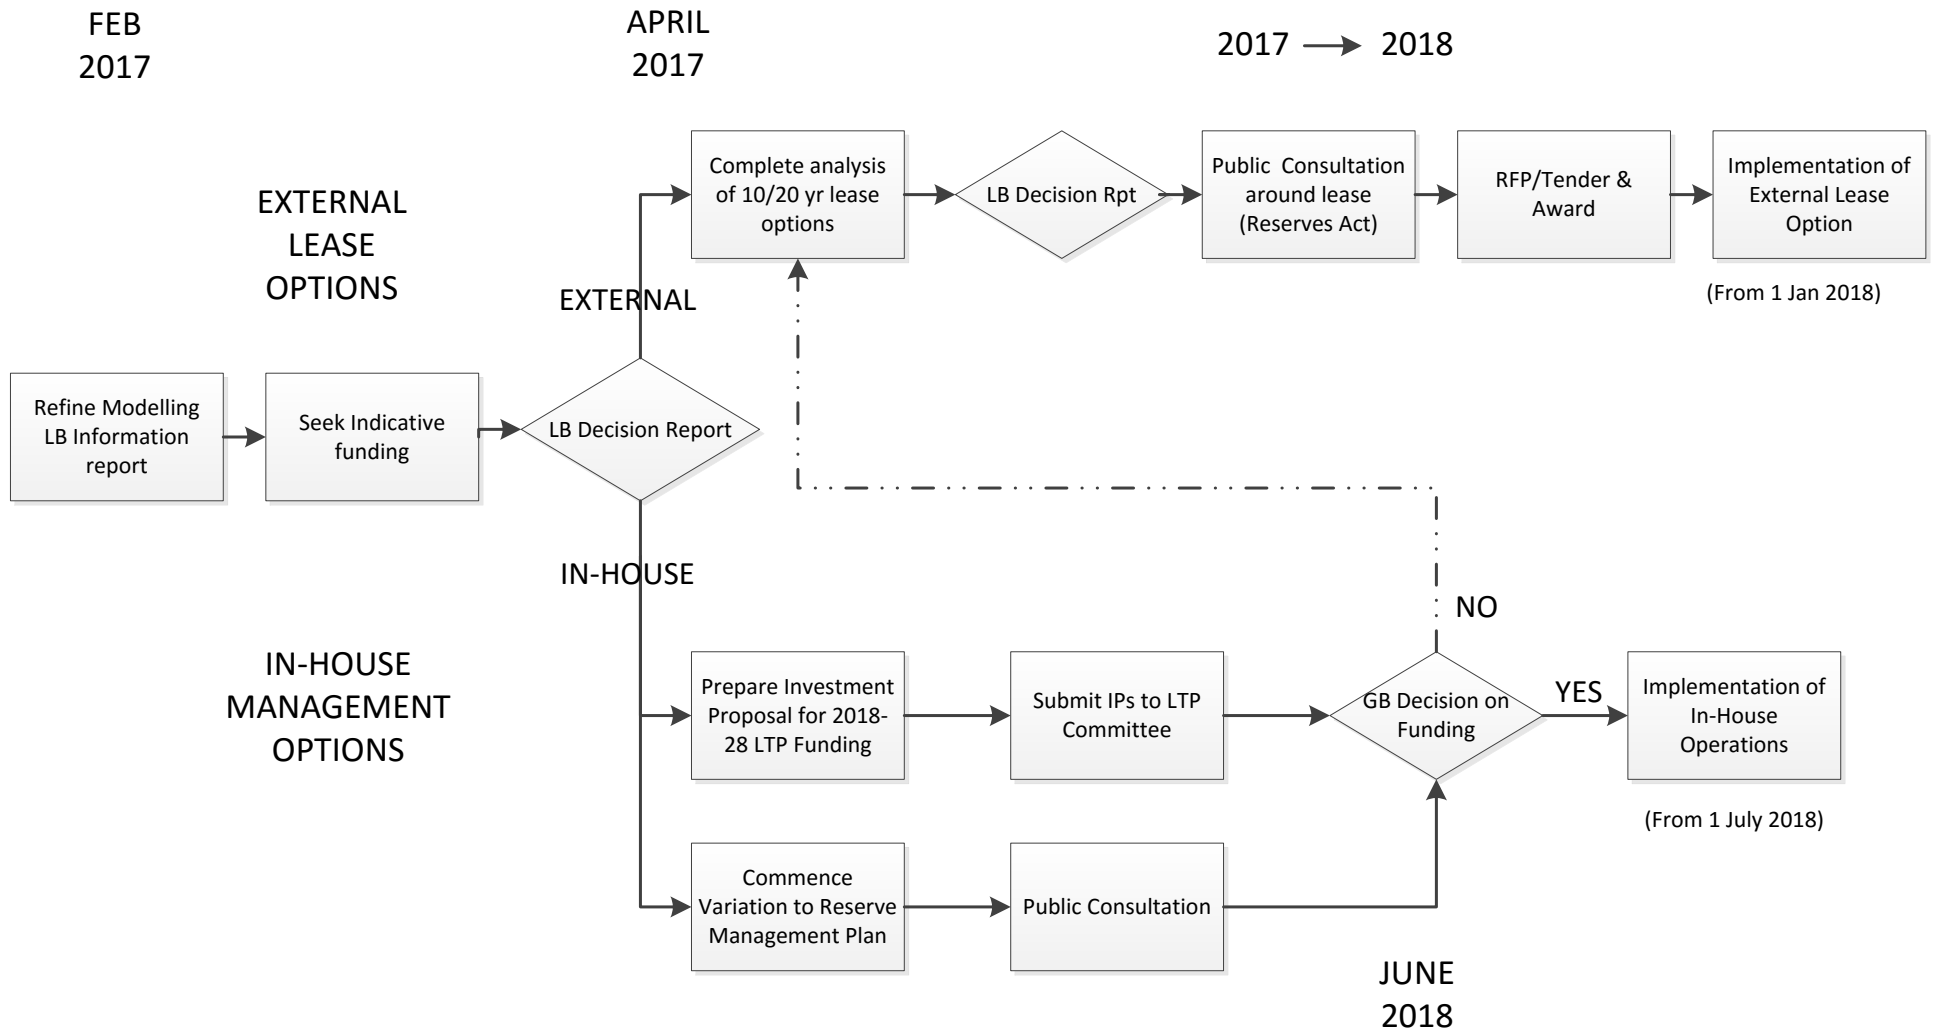 FEB
2017
APRIL
2017
2017
2018
EXTERNAL
LEASE
OPTIONS
Complete analysis
of 10/20 yr lease
options
LB Decision Rpt
Public Consultation
around lease
(Reserves Act)
RFP/Tender &
Award
Implementation of
External Lease
Option
(From 1 Jan 2018)
EXTERNAL
Refine Modelling
LB Information
report
Seek Indicative
funding
LB Decision Report
IN-HOUSE
NO
IN-HOUSE
MANAGEMENT
OPTIONS
Prepare Investment
Proposal for 2018-
28 LTP Funding
Submit IPs to LTP
Committee
GB Decision on
Funding
YES
Implementation of
In-House
Operations
(From 1 July 2018)
Commence
Variation to Reserve
Management Plan
Public Consultation
JUNE
2018